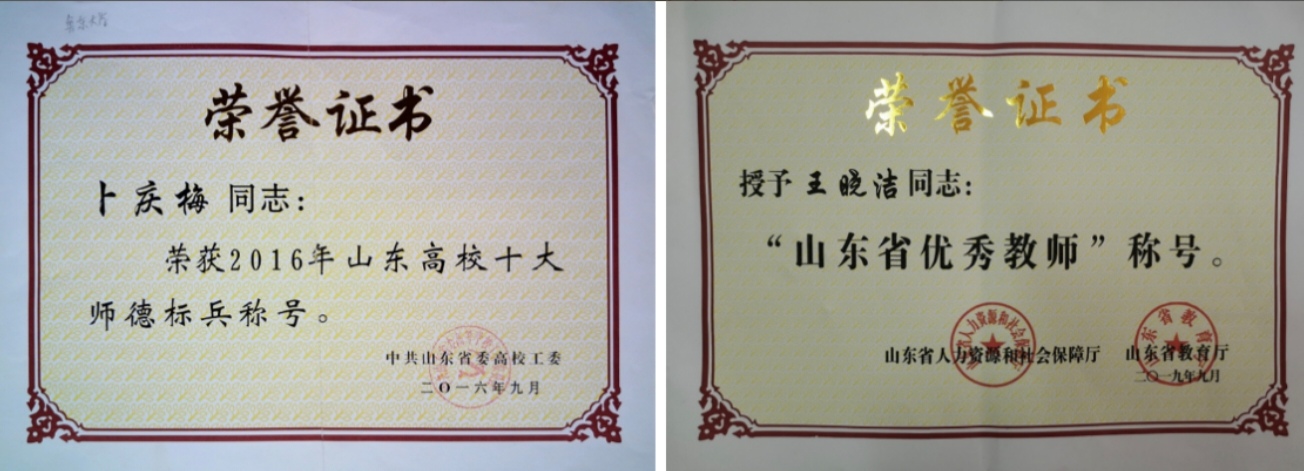 荣誉证书
卜庆梅同志：
荣获2016年山东高校十大
师德标兵称号。
中共山东省委高校工委
二〇一六年九月
荣誉证书
授予王晓洁同志：
“山东省优秀教师”称号。
山东省人力资源和社会保障厅 山东省教育厅
二〇一九年九月